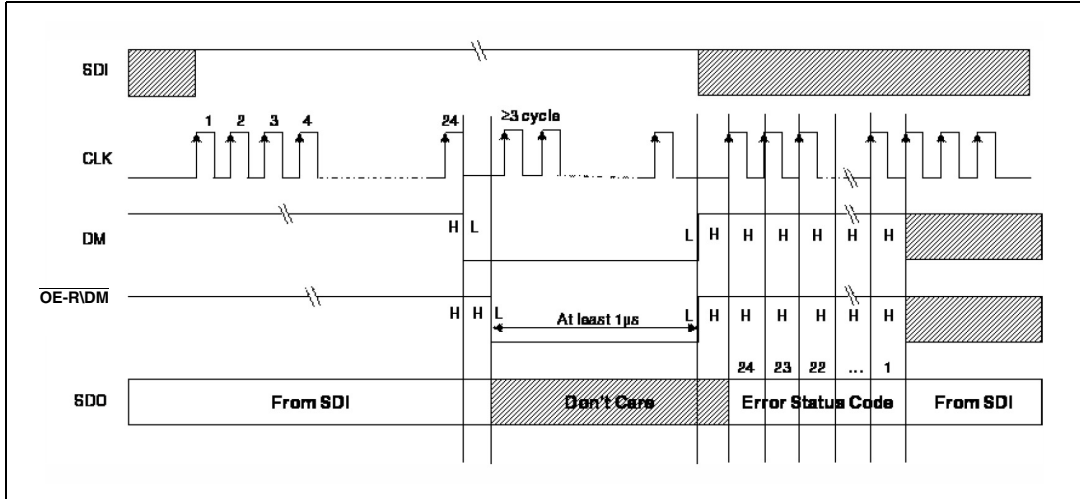 SDI
1 2 3 4 24 ≥3 cycle
CLK
H L L H H H H H H
DM
OE-R\DM
H H L At least 1µs L H H H H H H
24 23 22 ... 1
SDO From SDI Don't Care Error Status Code From SDI